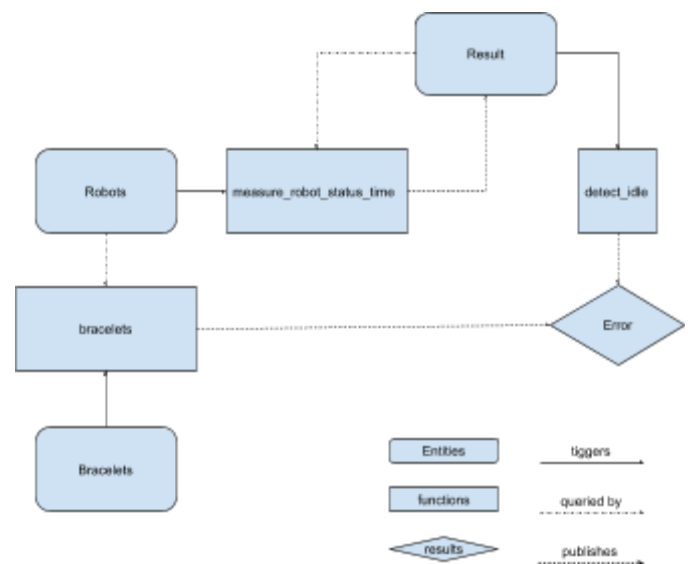 Result
Robots
measure_robot_status_time
detect_idle
bracelets
Error
Bracelets
Entities
tiggers
functions
queried by
results
publishes